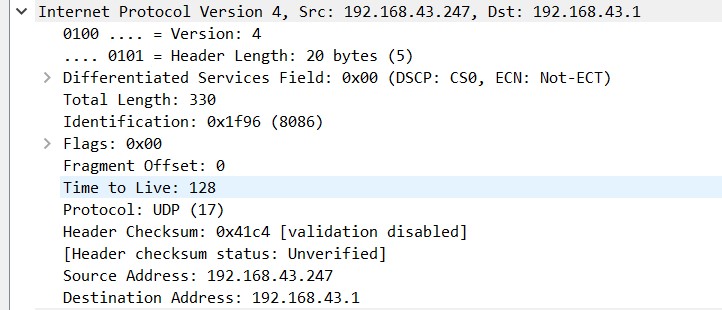 Internet Protocol Version 4, Src: 192.168.43.247, Dst: 192.168.43.1
0100 .... = Version: 4
.... 0101 = Header Length: 20 bytes (5)
Differentiated Services Field: 0x00 (DSCP: CS0, ECN: Not-ECT)
Total Length: 330
Identification: 0x1f96 (8086)
Flags: 0x00
Fragment Offset: 0
Time to Live: 128
Protocol: UDP (17)
Header Checksum: 0x41c4 [validation disabled]
[Header checksum status: Unverified]
Source Address: 192.168.43.247
Destination Address: 192.168.43.1